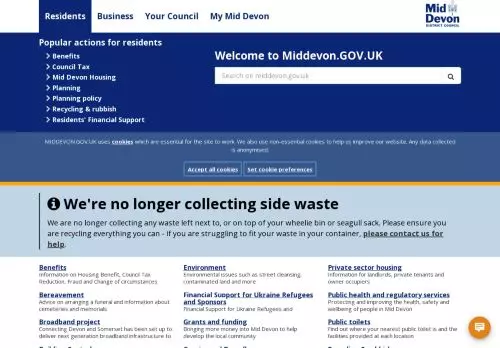 Residents Business Your Council My Mid Devon
Mid Devon
DISTRICT COUNCIL
Popular actions for residents
Benefits
Council Tax
Mid Devon Housing
Planning
Planning policy
Recycling & rubbish
Residents' Financial Support
Welcome to Middevon.GOV.UK
Search on middevon.gov.uk
MIDDEVON.GOV.UK uses cookies which are essential for the site to work. We also use non-essential cookies to help us improve our website. Any data collected
is anonymised.
Accept all cookies Set cookie preferences
We're no longer collecting side waste
We are no longer collecting any waste left next to, or on top of your wheelie bin or seagull sack. Please ensure you
are recycling everything you can - if you are struggling to fit your waste in your container, please contact us for
help.
Benefits
Information on Housing Benefit, Council Tax
Reduction, Fraud and Change of circumstances
Environment
Environmental issues such as street cleansing,
contaminated land and more
Private sector housing
Information for landlords, private tenants and
owner occupiers
Bereavement
Advice on arranging a funeral and information about
cemeteries and memorials
Financial Support for Ukraine Refugees
and Sponsors
Financial Support for Ukraine Refugees and
Public health and regulatory services
Protecting and improving the health, safety and
wellbeing of people in Mid Devon
Broadband project
Connecting Devon and Somerset has been set up to
deliver next generation broadband infrastructure to
Grants and funding
Bringing more money into Mid Devon to help
develop the local community
Public toilets
Find out where your nearest public toilet is and the
facilities provided at each location